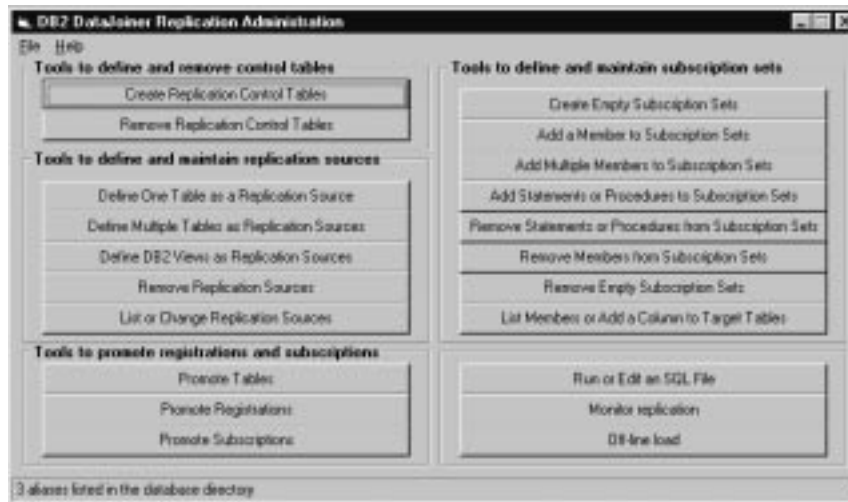 DB2 DataJoiner Replication Administration
File Help
Tools to define and remove control tables
Create Replication Control Tables
Remove Replication Control Tables
Tools to define and maintain replication sources
Define One Table as a Replication Source
Define Multiple Tables as Replication Sources
Define DB2 Views as Replication Sources
Remove Replication Sources
List or Change Replication Sources
Tools to promote registrations and subscriptions
Promote Tables
Promote Registrations
Promote Subscriptions
Tools to define and maintain subscription sets
Create Empty Subscription Sets
Add a Member to Subscription Sets
Add Multiple Members to Subscription Sets
Add Statements or Procedures to Subscription Sets
Remove Statements or Procedures from Subscription Sets
Remove Members from Subscription Sets
Remove Empty Subscription Sets
List Members or Add a Column to Target Tables
Run or Edit an SQL File
Monitor replication
Off-line load
3 aliases listed in the database directory